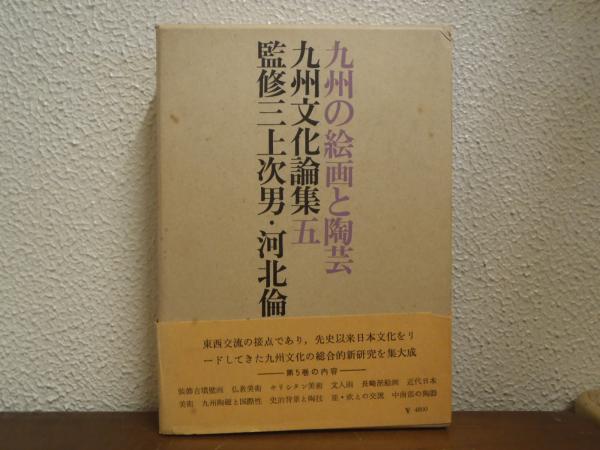 九州の絵画と陶芸
九州文化論集 五
監修三上次男・河北倫
東西交流の接点であり，先史以来日本文化をリ
ードしてきた九州文化の総合的新研究を集大成
第5巻の内容
装飾古墳壁画 仏教美術 キリシタン美術 文人画 長崎派絵画 近代日本
美術 九州陶磁と国際性 史的背景と陶技 亜・欧との交流 中南部の陶器
¥ 4800